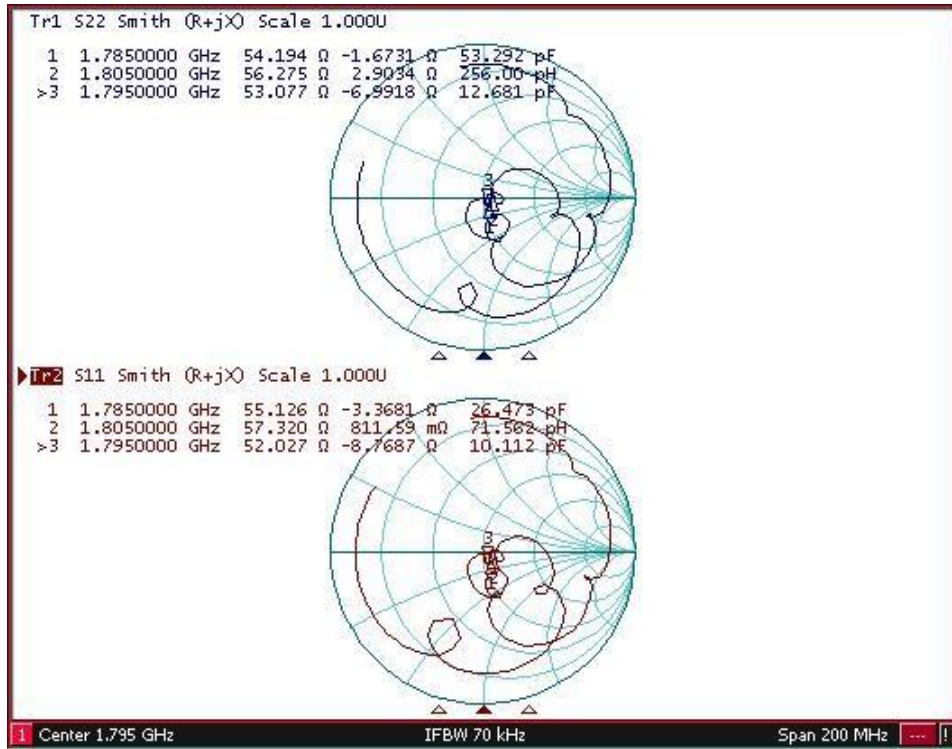 Tr1 S22 Smith (R+jX) Scale 1.000U
1 1.7850000 GHz 54.194 Ω -1.6731 Ω 53.292 pF
2 1.8050000 GHz 56.275 Ω 2.9034 Ω 256.00 pH
>3 1.7950000 GHz 53.077 Ω -6.9918 Ω 12.681 pF
3
Tr2 S11 Smith (R+jX) Scale 1.000U
1 1.7850000 GHz 55.126 Ω -3.3681 Ω 26.473 pF
2 1.8050000 GHz 57.320 Ω 811.59 mΩ 71.562 pH
>3 1.7950000 GHz 52.027 Ω -8.7687 Ω 10.112 pF
3
1 Center 1.795 GHz IFBW 70 kHz Span 200 MHz --- !